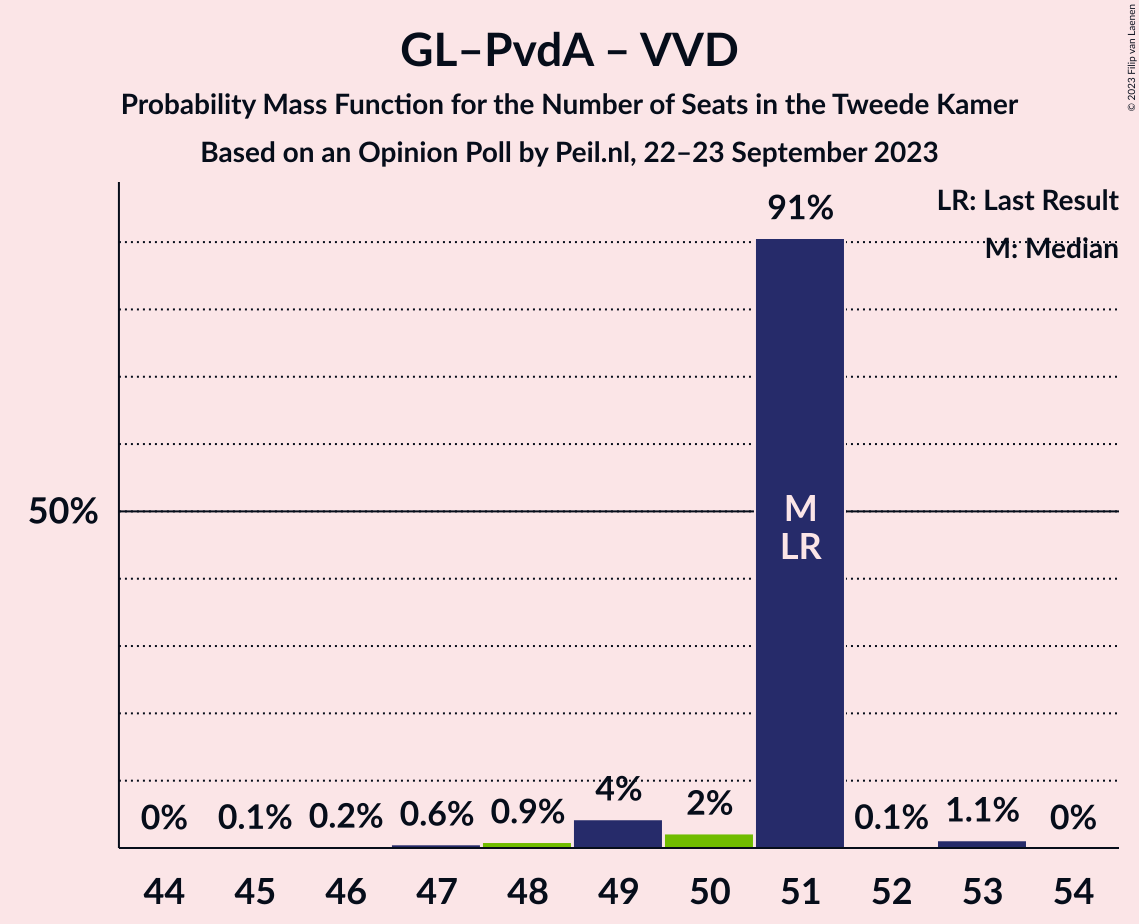 GL–PvdA – VVD
Probability Mass Function for the Number of Seats in the Tweede Kamer
Based on an Opinion Poll by Peil.nl, 22–23 September 2023
© 2023 Filip van Laenen
LR: Last Result
M: Median
91%
50%
M
LR
0% 0.1% 0.2% 0.6% 0.9% 4% 2% 0.1% 1.1% 0%
44 45 46 47 48 49 50 51 52 53 54